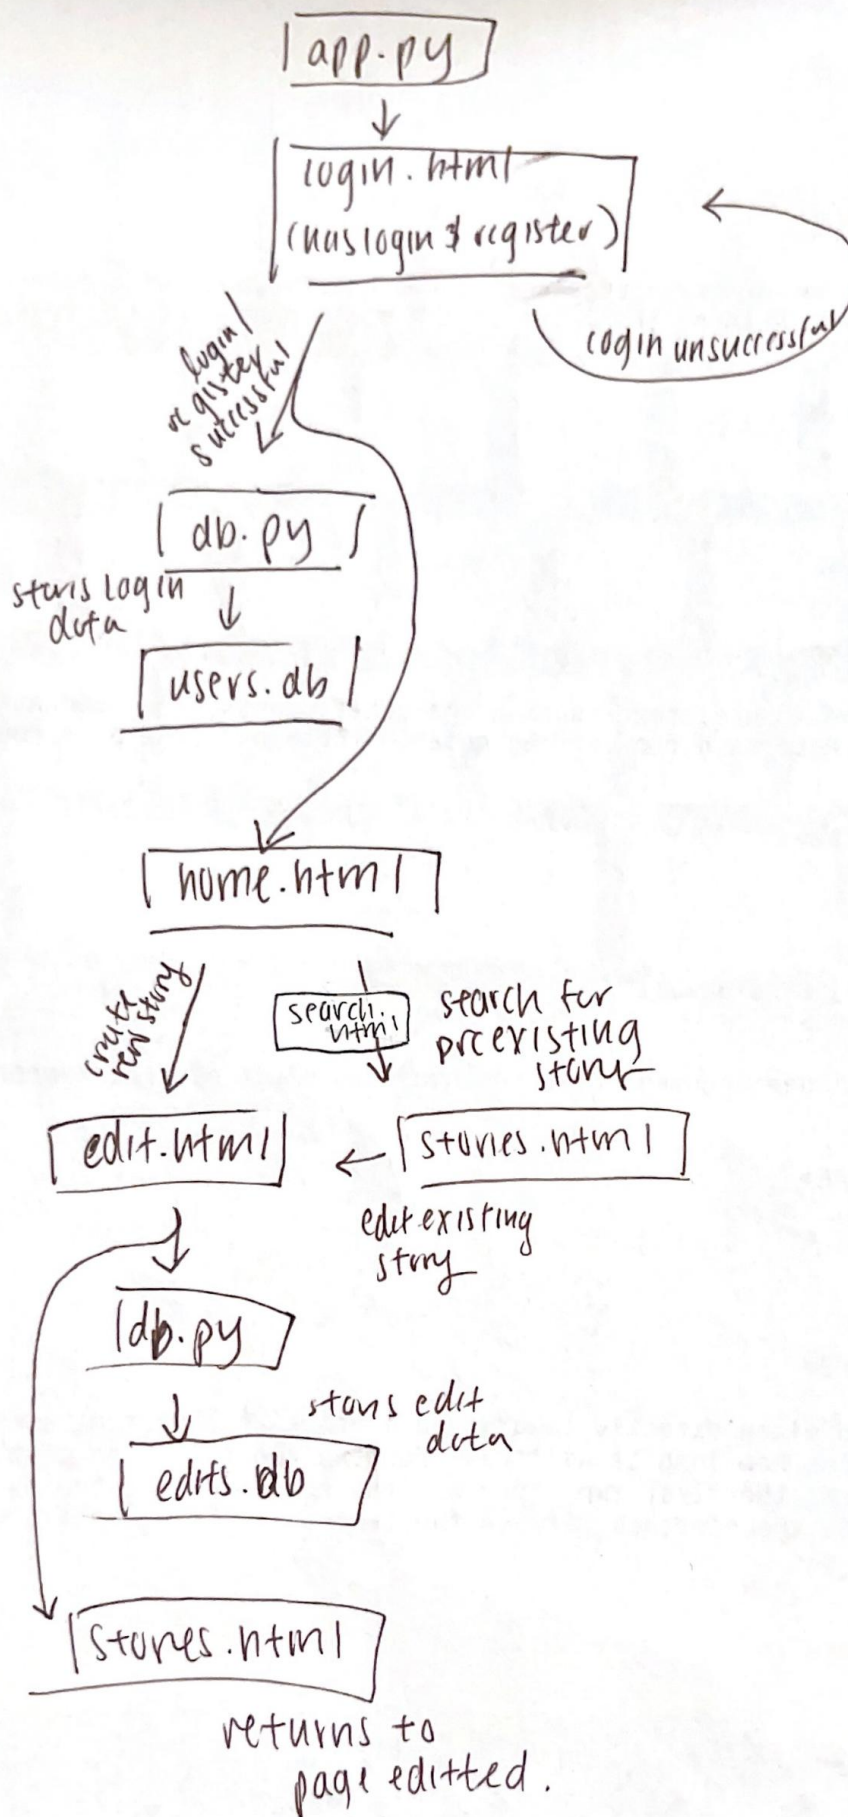 app.py
login.html
(has login & register)
login unsuccessful
login/
register
successful
db.py
stores login
data
users.db
home.html
create
new story
search.
html
search for
preexisting
story
edit.html
stories.html
edit existing
story
db.py
stores edit
data
edits.db
stories.html
returns to
page editted.